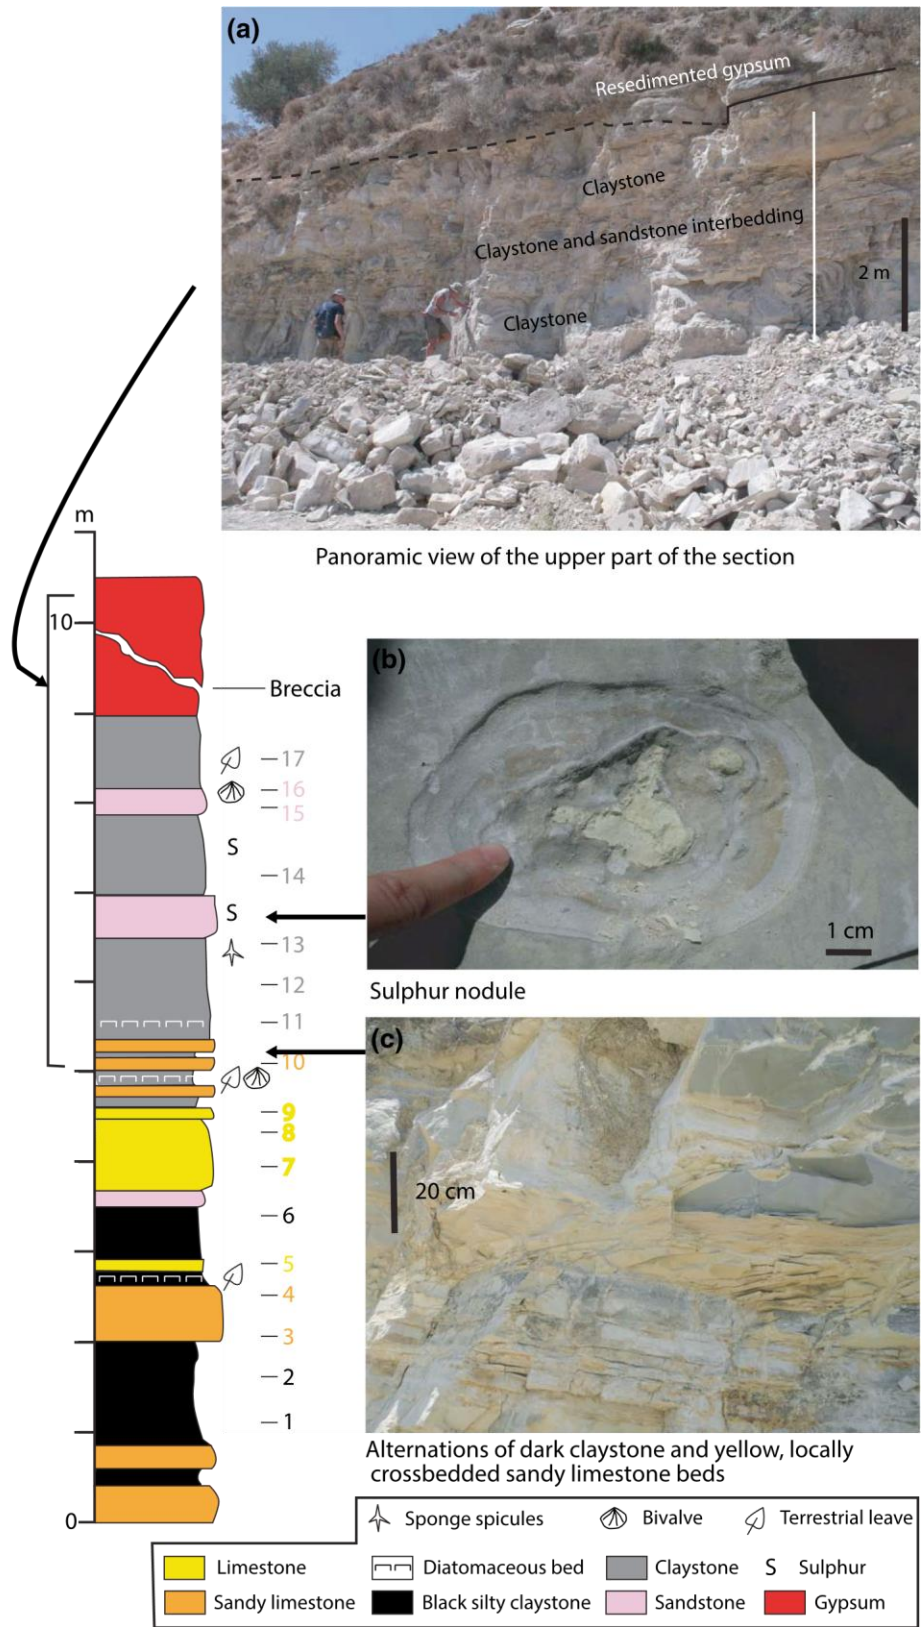 (a)
Resedimented gypsum
Claystone
Claystone and sandstone interbedding
2 m
Claystone
Panoramic view of the upper part of the section
m
10
Breccia
17
16
15
S
14
S
13
12
11
10
9
8
7
6
5
4
3
2
1
0
(b)
1 cm
Sulphur nodule
(c)
20 cm
Alternations of dark claystone and yellow, locally
crossbedded sandy limestone beds
Sponge spicules Bivalve Terrestrial leave
Limestone Diatomaceous bed Claystone S Sulphur
Sandy limestone Black silty claystone Sandstone Gypsum